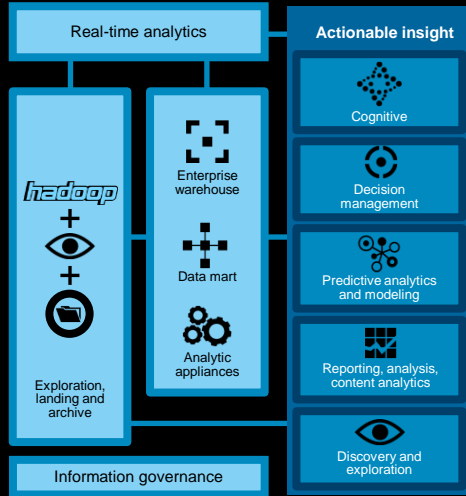 Real-time analytics
hadoop
Exploration,
landing and
archive
Enterprise
warehouse
Data mart
Analytic
appliances
Information governance
Actionable insight
Cognitive
Decision
management
Predictive analytics
and modeling
Reporting, analysis,
content analytics
Discovery and
exploration